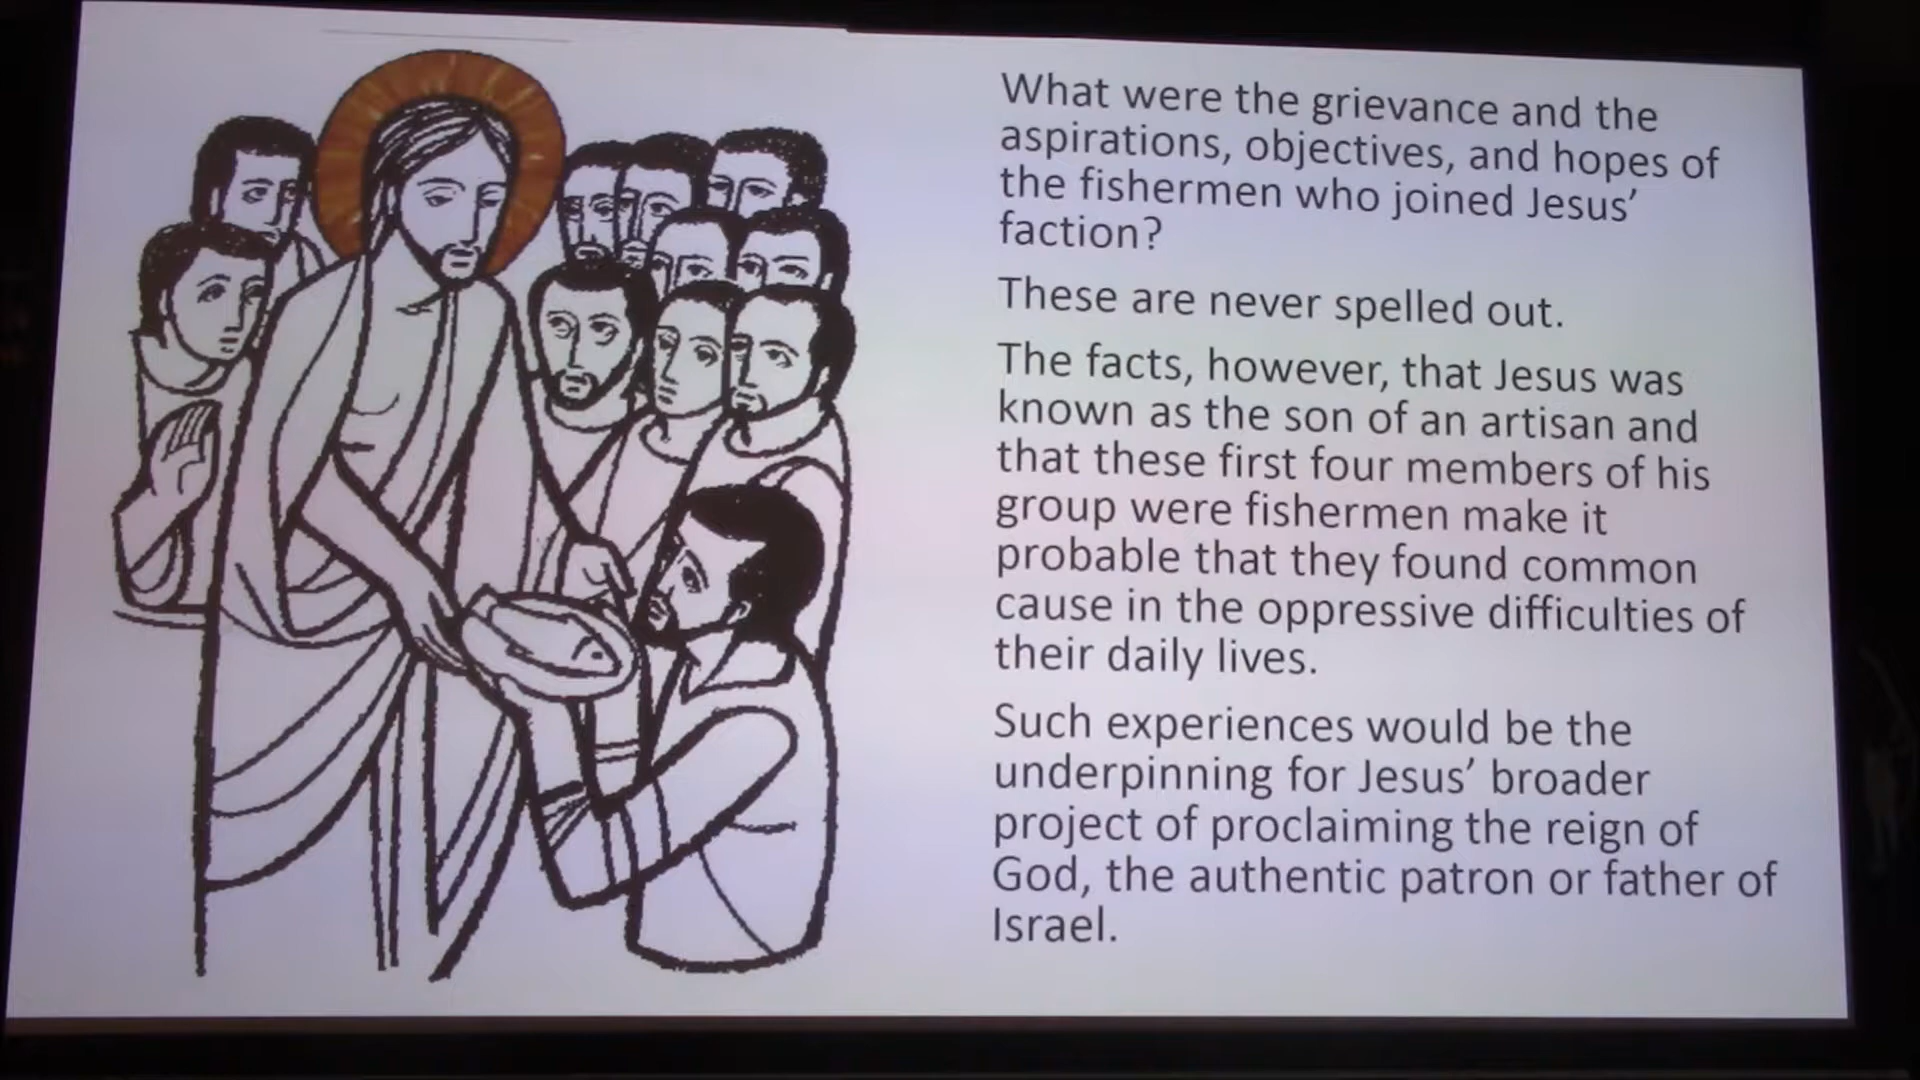 What were the grievance and the
aspirations, objectives, and hopes of
the fishermen who joined Jesus’
faction?
These are never spelled out.
The facts, however, that Jesus was
known as the son of an artisan and
that these first four members of his
group were fishermen make it
probable that they found common
cause in the oppressive difficulties of
their daily lives.
Such experiences would be the
underpinning for Jesus’ broader
project of proclaiming the reign of
God, the authentic patron or father of
Israel.